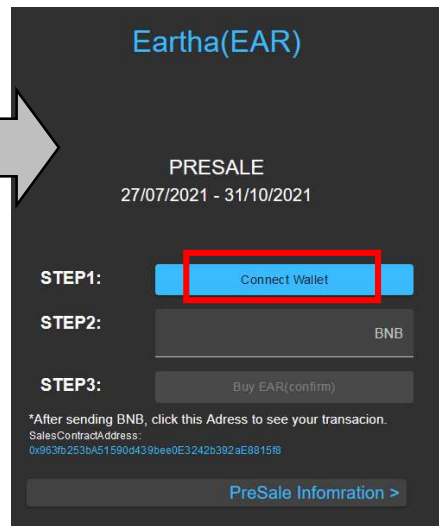 Eartha(EAR)
PRESALE
27/07/2021 - 31/10/2021
STEP1:
Connect Wallet
STEP2:
BNB
STEP3:
Buy EAR(confirm)
*After sending BNB, click this Adress to see your transacion.
SalesContractAddress:
0x963fb253bA51590d439bee0E3242b392aE8815f8
PreSale Infomration >